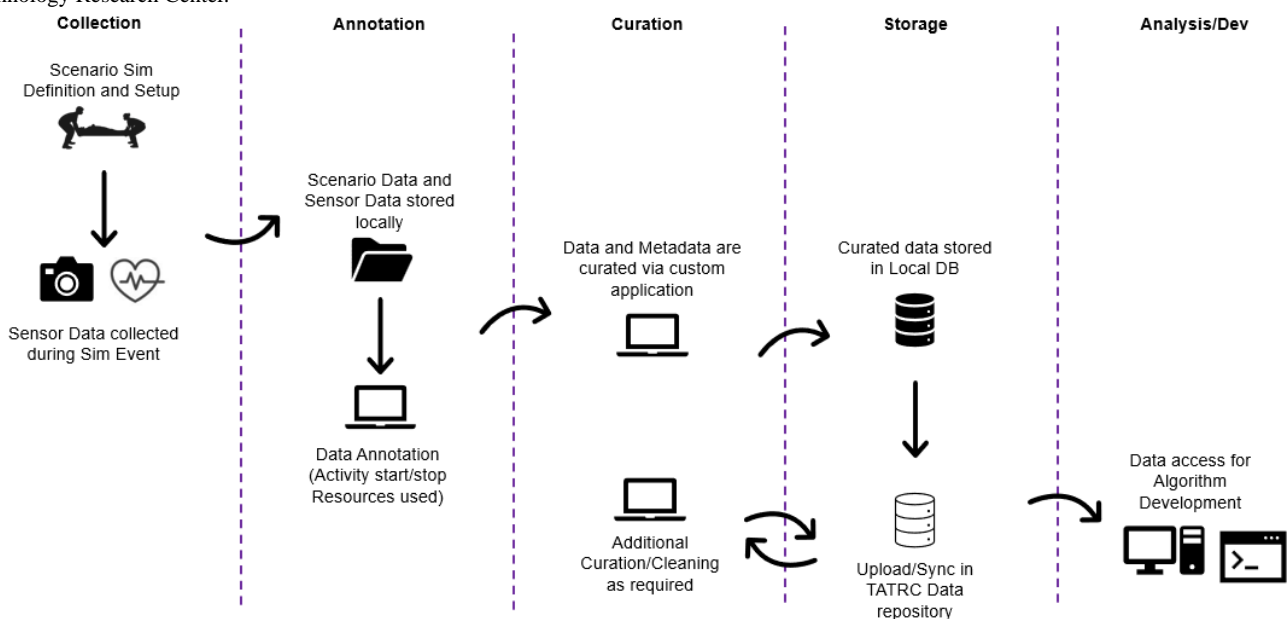 nology Research Center.
Collection
Annotation
Curation
Storage
Analysis/Dev
Scenario Sim
Definition and Setup
Sensor Data collected
during Sim Event
Scenario Data and
Sensor Data stored
locally
Data Annotation
(Activity start/stop
Resources used)
Data and Metadata are
curated via custom
application
Additional
Curation/Cleaning
as required
Curated data stored
in Local DB
Upload/Sync in
TATRC Data
repository
Data access for
Algorithm
Development